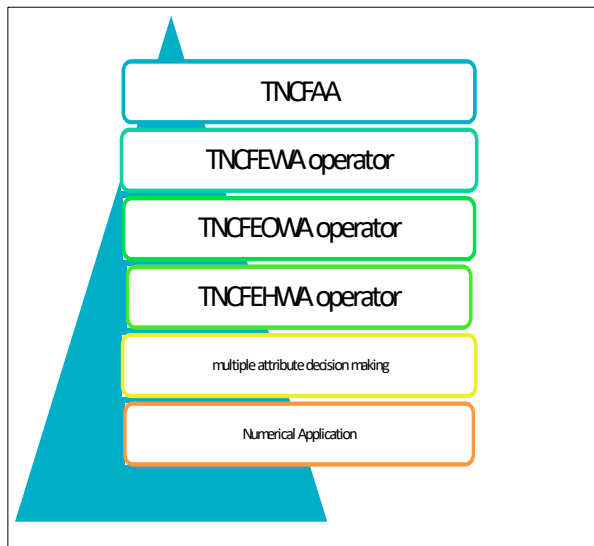 TNCFAA
TNCFEWA operator
TNCFEOWA operator
TNCFEHWA operator
multiple attribute decision making
Numerical Application